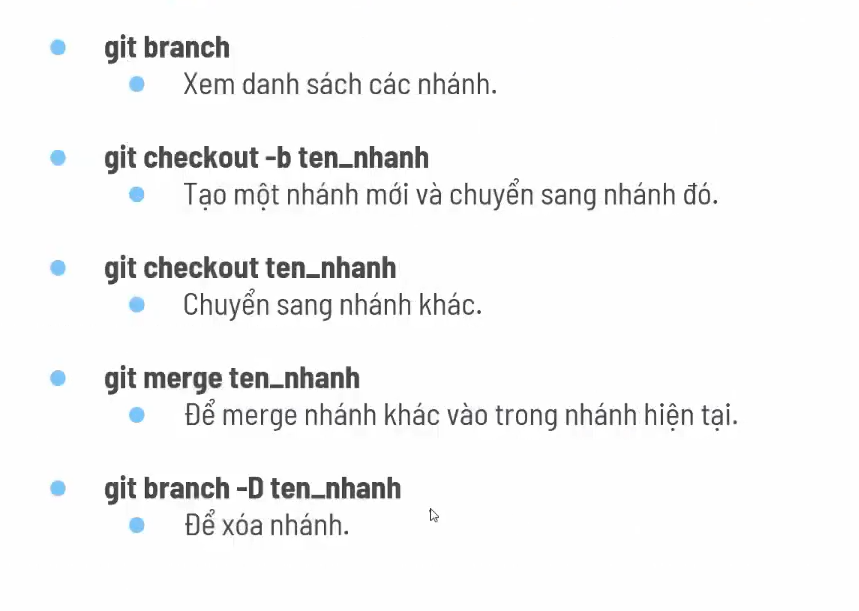 git branch
Xem danh sách các nhánh.
git checkout -b ten_nhanh
Tạo một nhánh mới và chuyển sang nhánh đó.
git checkout ten_nhanh
Chuyển sang nhánh khác.
git merge ten_nhanh
Để merge nhánh khác vào trong nhánh hiện tại.
git branch -D ten_nhanh
Để xóa nhánh.